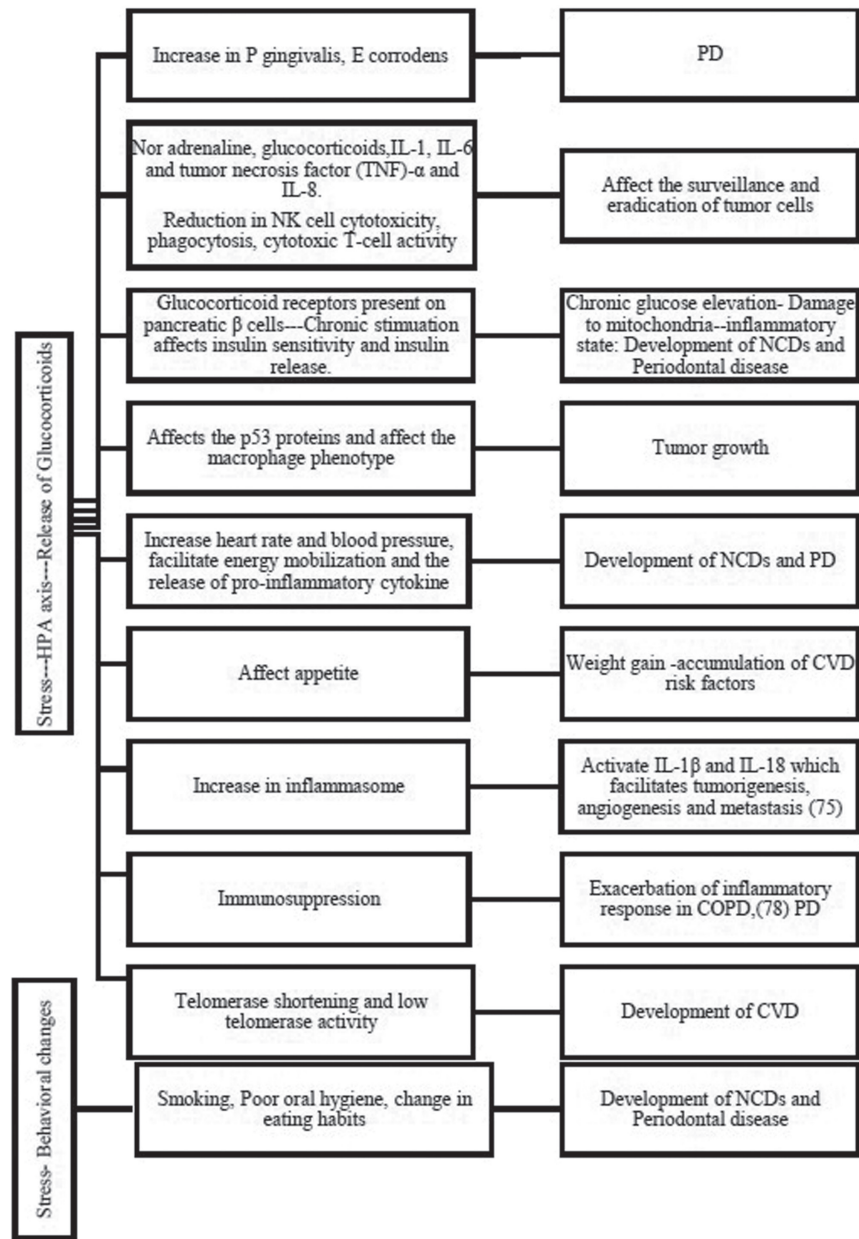 Increase in P gingivalis, E corrodens
PD
Nor adrenaline, glucocorticoids,IL-1, IL-6
and tumor necrosis factor (TNF)-α and
IL-8.
Reduction in NK cell cytotoxicity,
phagocytosis, cytotoxic T-cell activity
Affect the surveillance and
eradication of tumor cells
Stress---HPA axis---Release of Glucocorticoids
Glucocorticoid receptors present on
pancreatic β cells---Chronic stimuation
affects insulin sensitivity and insulin
release.
Chronic glucose elevation- Damage
to mitochondria--inflammatory
state: Development of NCDs and
Periodontal disease
Affects the p53 proteins and affect the
macrophage phenotype
Tumor growth
Increase heart rate and blood pressure,
facilitate energy mobilization and the
release of pro-inflammatory cytokine
Development of NCDs and PD
Affect appetite
Weight gain -accumulation of CVD
risk factors
Increase in inflammasome
Activate IL-1β and IL-18 which
facilitates tumorigenesis,
angiogenesis and metastasis (75)
Immunosuppression
Exacerbation of inflammatory
response in COPD,(78) PD
Telomerase shortening and low
telomerase activity
Development of CVD
Stress- Behavioral changes
Smoking, Poor oral hygiene, change in
eating habits
Development of NCDs and
Periodontal disease